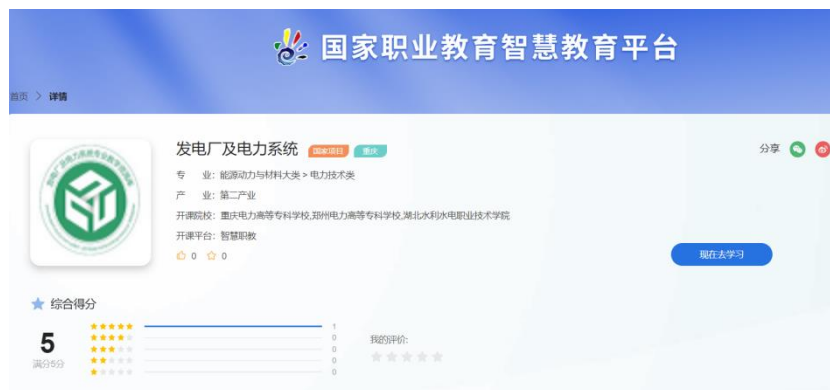 国家职业教育智慧教育平台
首页 > 详情
发电厂及电力系统 国家项目 重庆
分享
专 业: 能源动力与材料大类 > 电力技术类
产 业: 第二产业
开课院校: 重庆电力高等专科学校,郑州电力高等专科学校,湖北水利水电职业技术学院
开课平台: 智慧职教
0 0
现在去学习
综合得分
5
满分5分
1
0
0
0
0
我的评价: